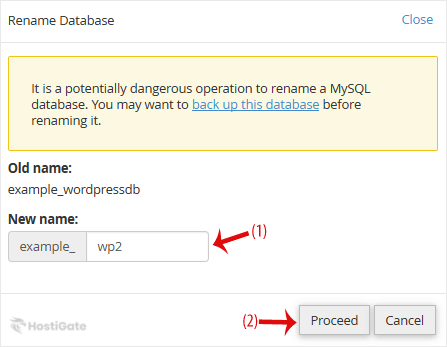 Rename Database
Close
It is a potentially dangerous operation to rename a MySQL
database. You may want to back up this database before
renaming it.
Old name:
example_wordpressdb
New name:
example_ wp2
(1)
(2)
Proceed Cancel
HostiGate